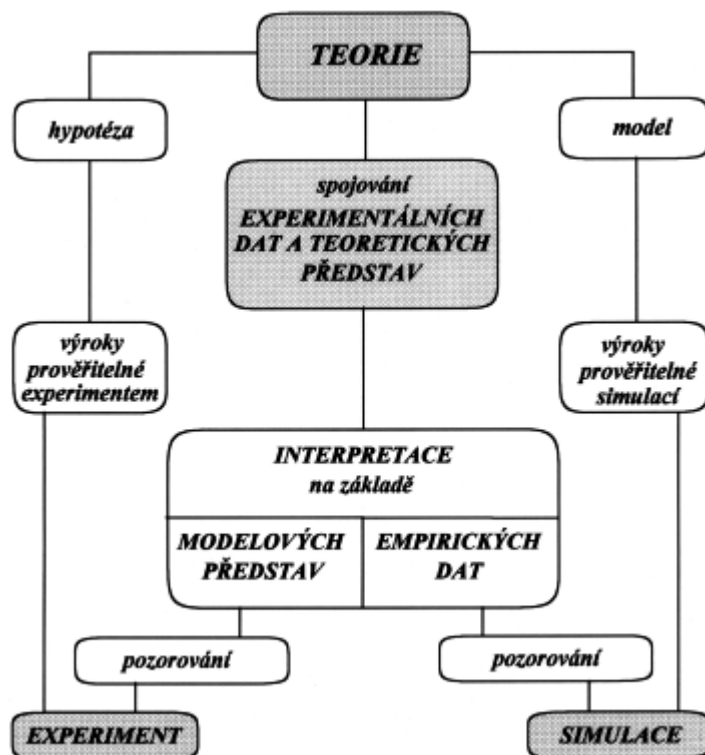 TEORIE
hypotéza
model
spojování
EXPERIMENTÁLNÍCH
DAT A TEORETICKÝCH
PŘEDSTAV
výroky
prověřitelné
experimentem
výroky
prověřitelné
simulací
INTERPRETACE
na základě
MODELOVÝCH
PŘEDSTAV
EMPIRICKÝCH
DAT
pozorování
pozorování
EXPERIMENT
SIMULACE